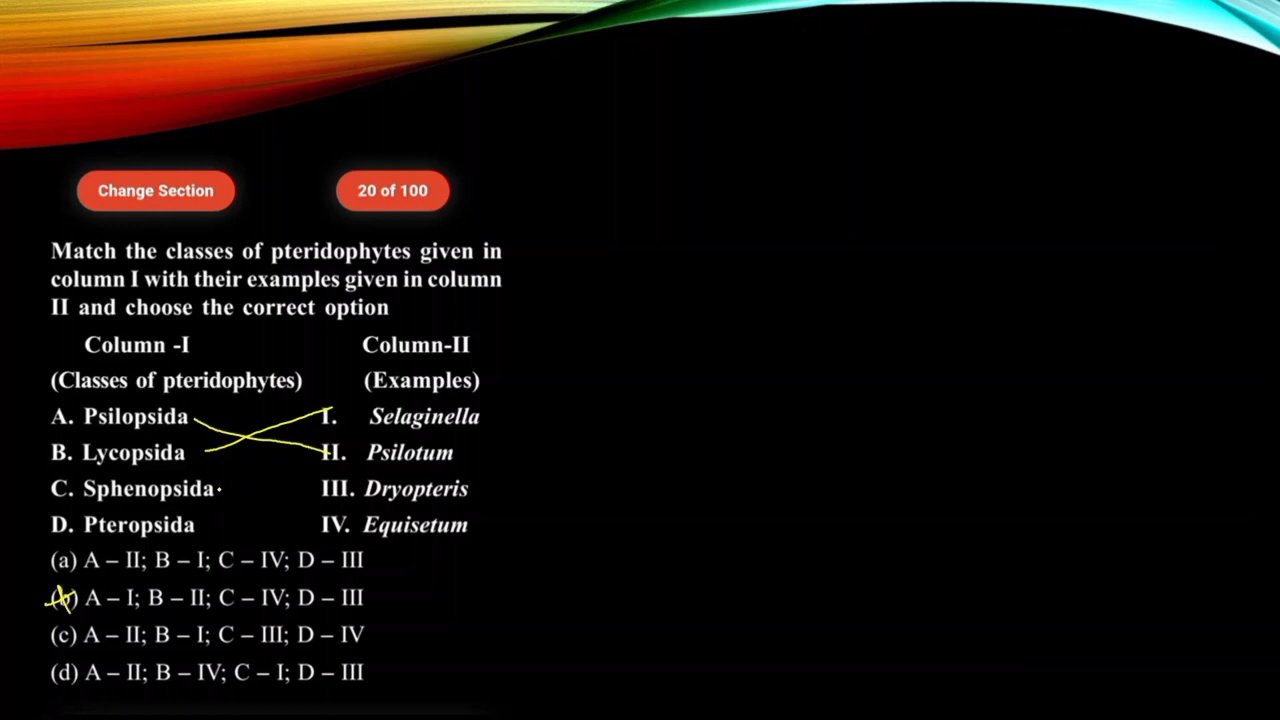 Change Section
20 of 100
Match the classes of pteridophytes given in
column I with their examples given in column
II and choose the correct option
Column -I Column-II
(Classes of pteridophytes) (Examples)
A. Psilopsida I. Selaginella
B. Lycopsida II. Psilotum
C. Sphenopsida III. Dryopteris
D. Pteropsida IV. Equisetum
(a) A – II; B – I; C – IV; D – III
(b) A – I; B – II; C – IV; D – III
(c) A – II; B – I; C – III; D – IV
(d) A – II; B – IV; C – I; D – III